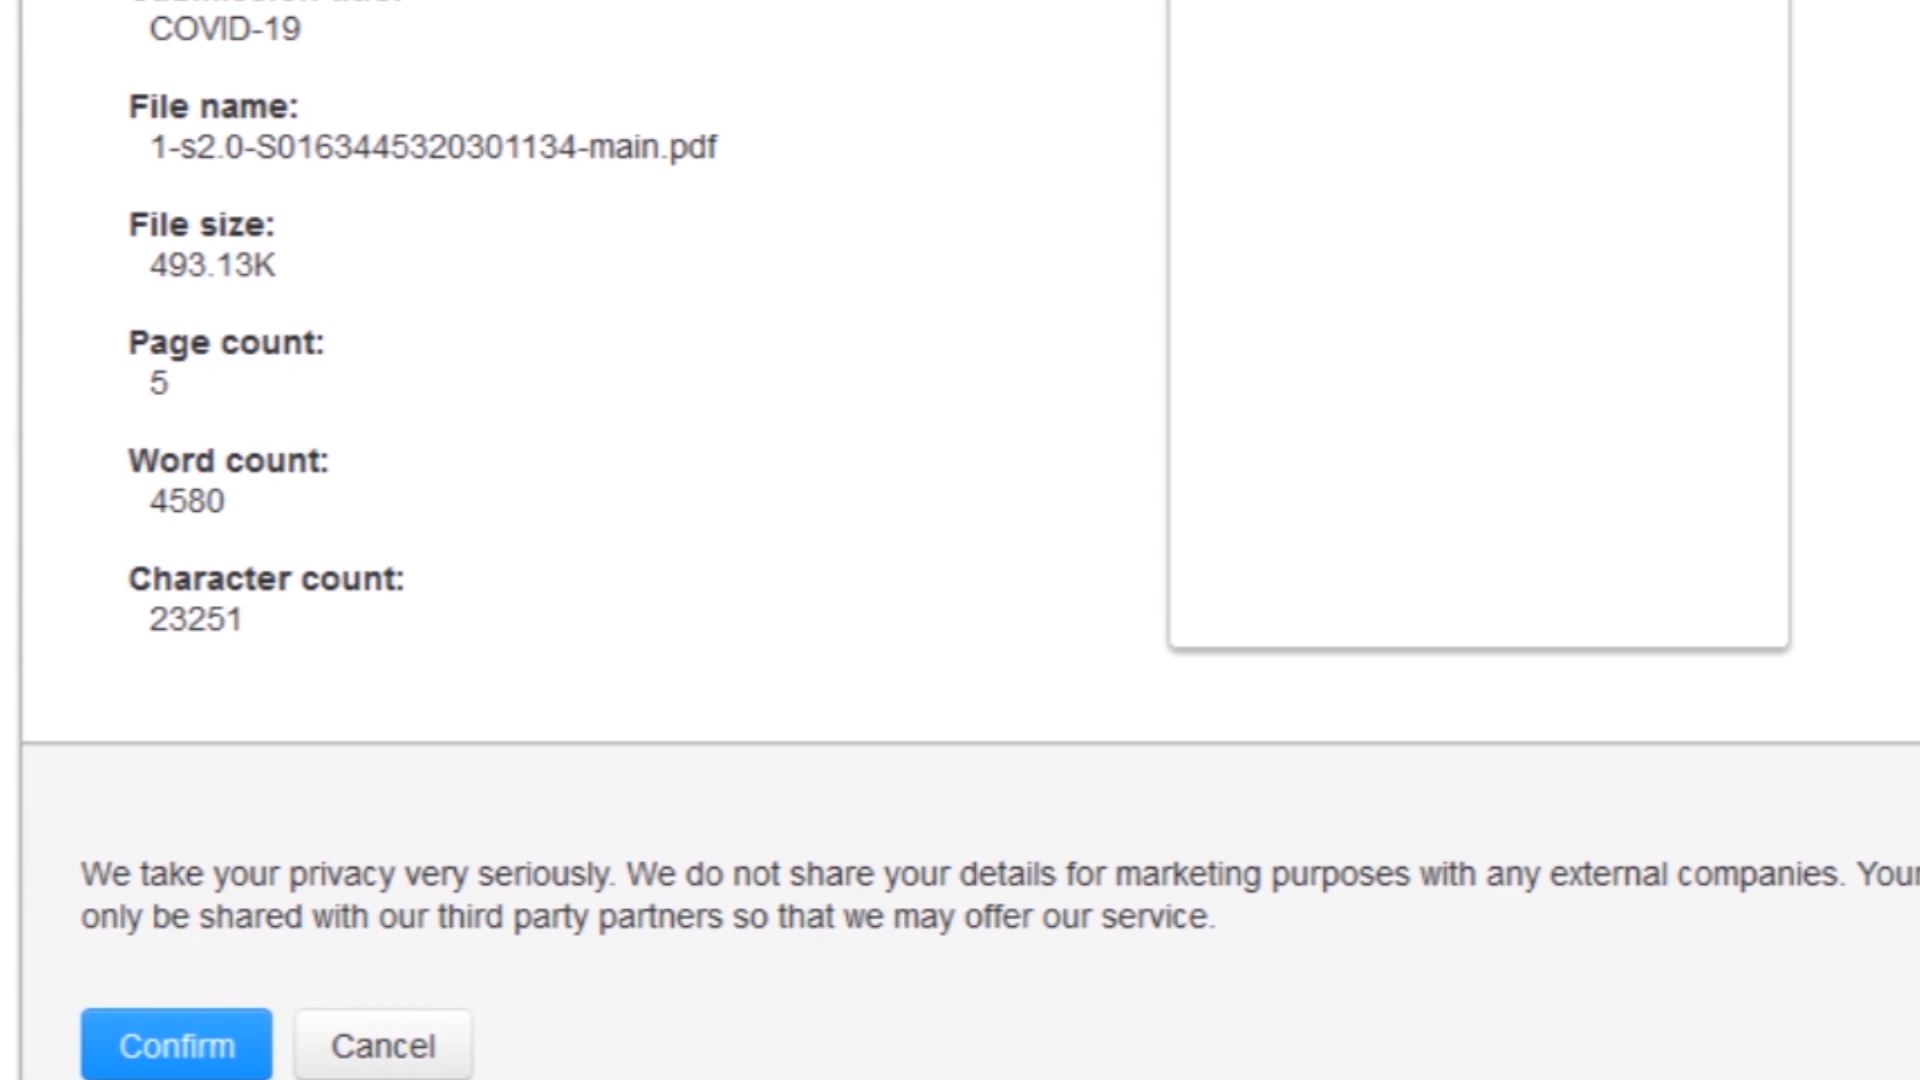 COVID-19
File name:
1-s2.0-S0163445320301134-main.pdf
File size:
493.13K
Page count:
5
Word count:
4580
Character count:
23251
We take your privacy very seriously. We do not share your details for marketing purposes with any external companies. Your
only be shared with our third party partners so that we may offer our service.
Confirm Cancel